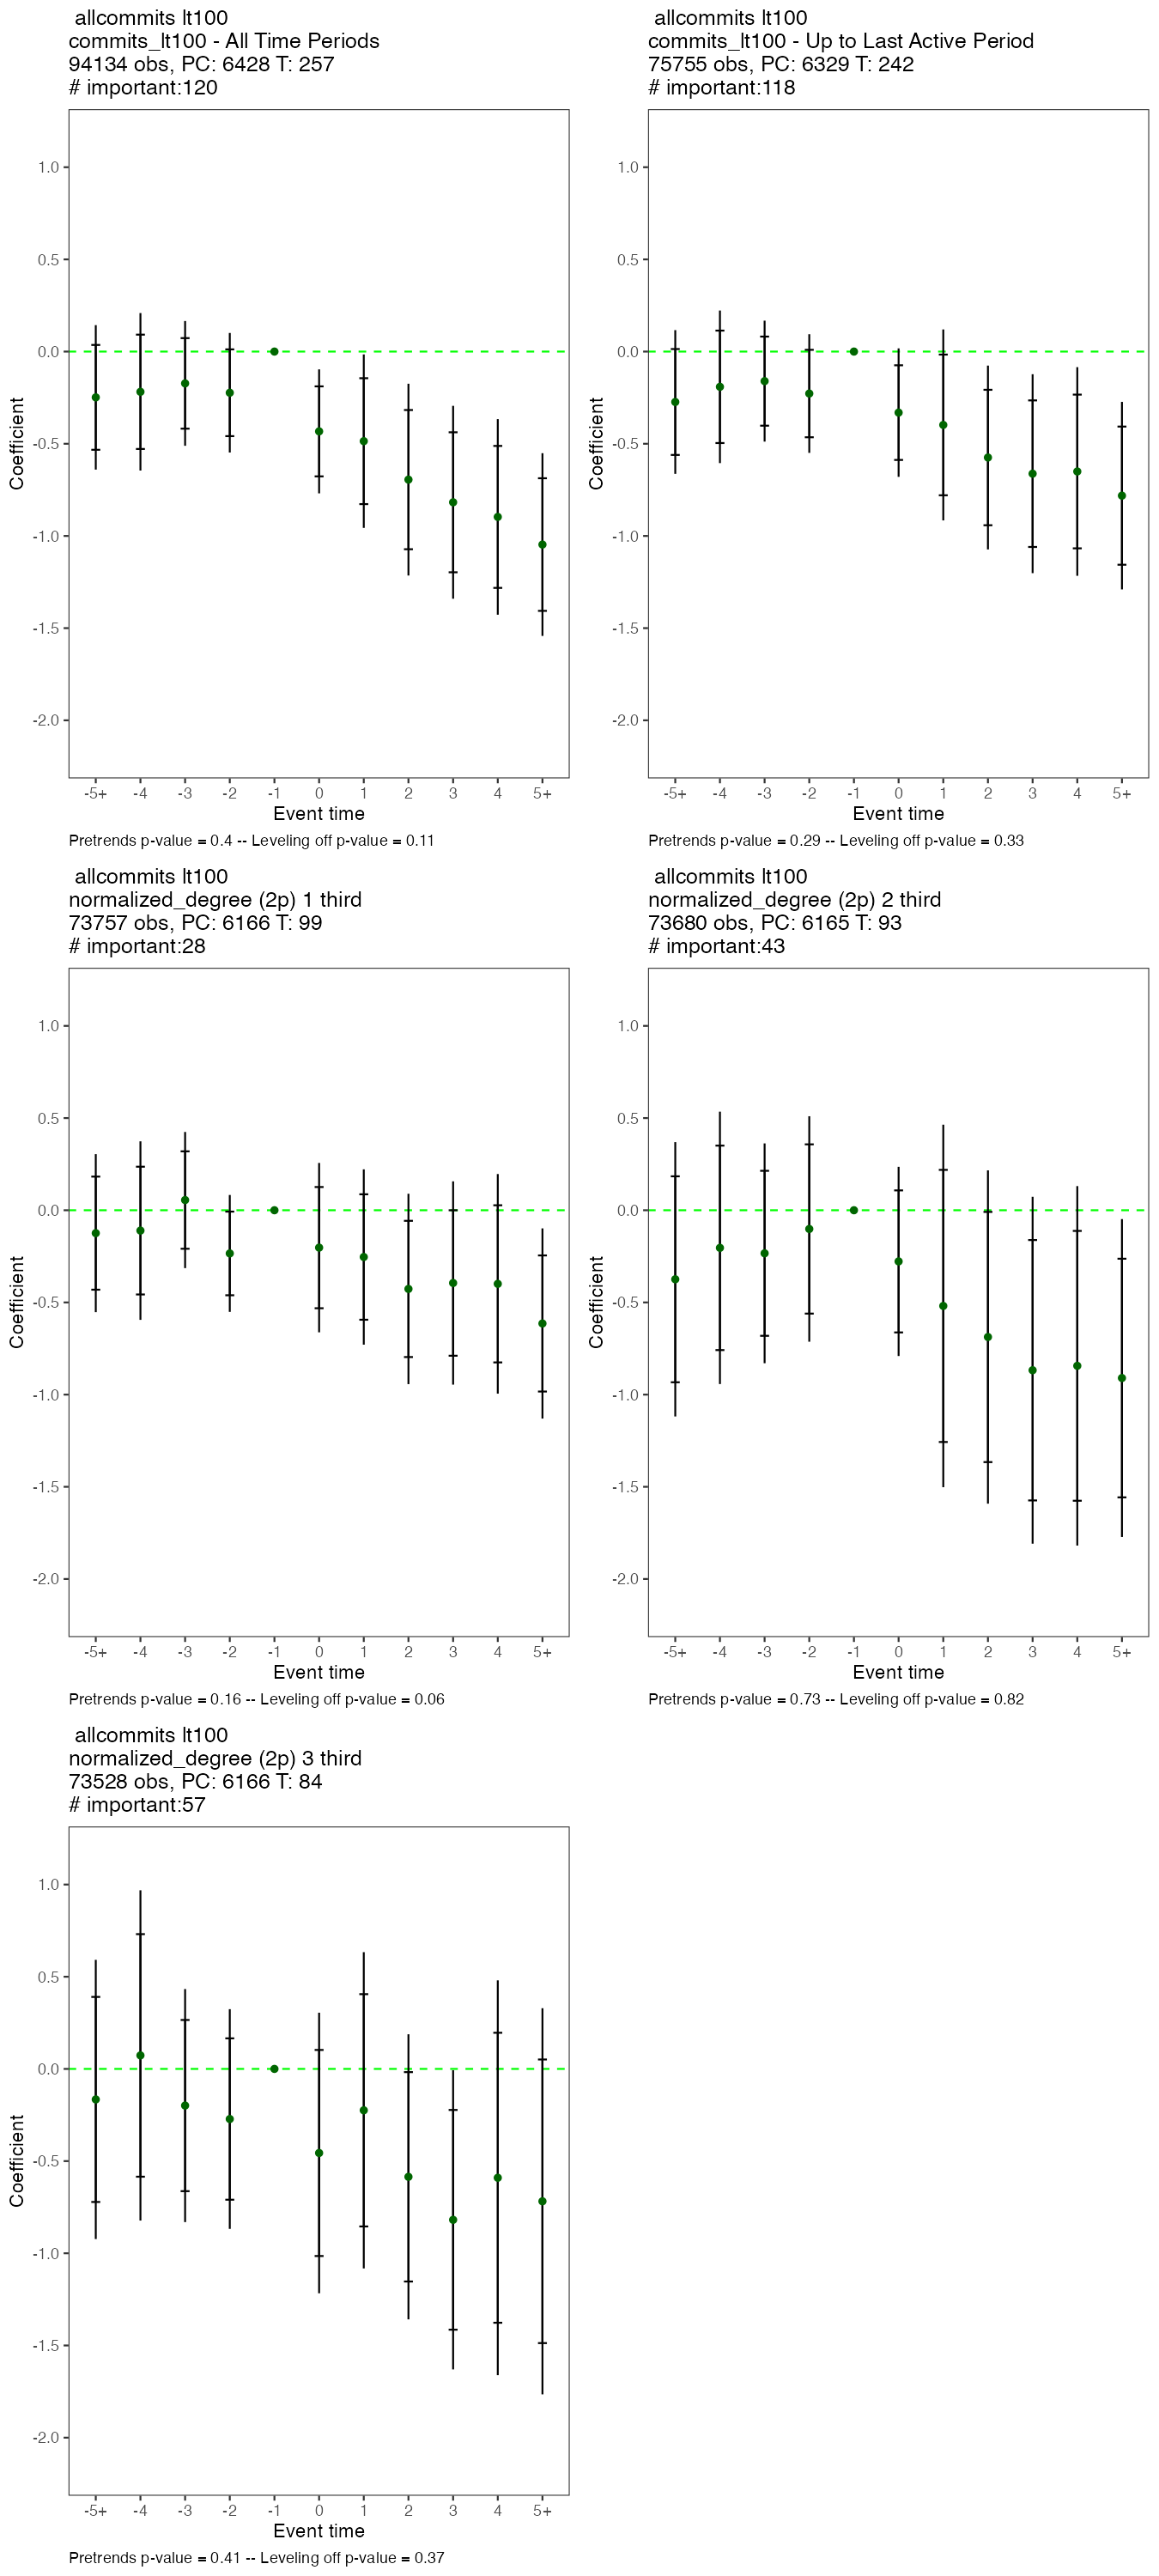 allcommits lt100
commits_lt100 - All Time Periods
94134 obs, PC: 6428 T: 257
# important:120
1.0
0.5
0.0
-0.5
-1.0
-1.5
-2.0
Coefficient
-5+ -4 -3 -2 -1 0 1 2 3 4 5+
Event time
Pretrends p-value = 0.4 -- Leveling off p-value = 0.11
allcommits lt100
commits_lt100 - Up to Last Active Period
75755 obs, PC: 6329 T: 242
# important:118
1.0
0.5
0.0
-0.5
-1.0
-1.5
-2.0
Coefficient
-5+ -4 -3 -2 -1 0 1 2 3 4 5+
Event time
Pretrends p-value = 0.29 -- Leveling off p-value = 0.33
allcommits lt100
normalized_degree (2p) 1 third
73757 obs, PC: 6166 T: 99
# important:28
1.0
0.5
0.0
-0.5
-1.0
-1.5
-2.0
Coefficient
-5+ -4 -3 -2 -1 0 1 2 3 4 5+
Event time
Pretrends p-value = 0.16 -- Leveling off p-value = 0.06
allcommits lt100
normalized_degree (2p) 2 third
73680 obs, PC: 6165 T: 93
# important:43
1.0
0.5
0.0
-0.5
-1.0
-1.5
-2.0
Coefficient
-5+ -4 -3 -2 -1 0 1 2 3 4 5+
Event time
Pretrends p-value = 0.73 -- Leveling off p-value = 0.82
allcommits lt100
normalized_degree (2p) 3 third
73528 obs, PC: 6166 T: 84
# important:57
1.0
0.5
0.0
-0.5
-1.0
-1.5
-2.0
Coefficient
-5+ -4 -3 -2 -1 0 1 2 3 4 5+
Event time
Pretrends p-value = 0.41 -- Leveling off p-value = 0.37